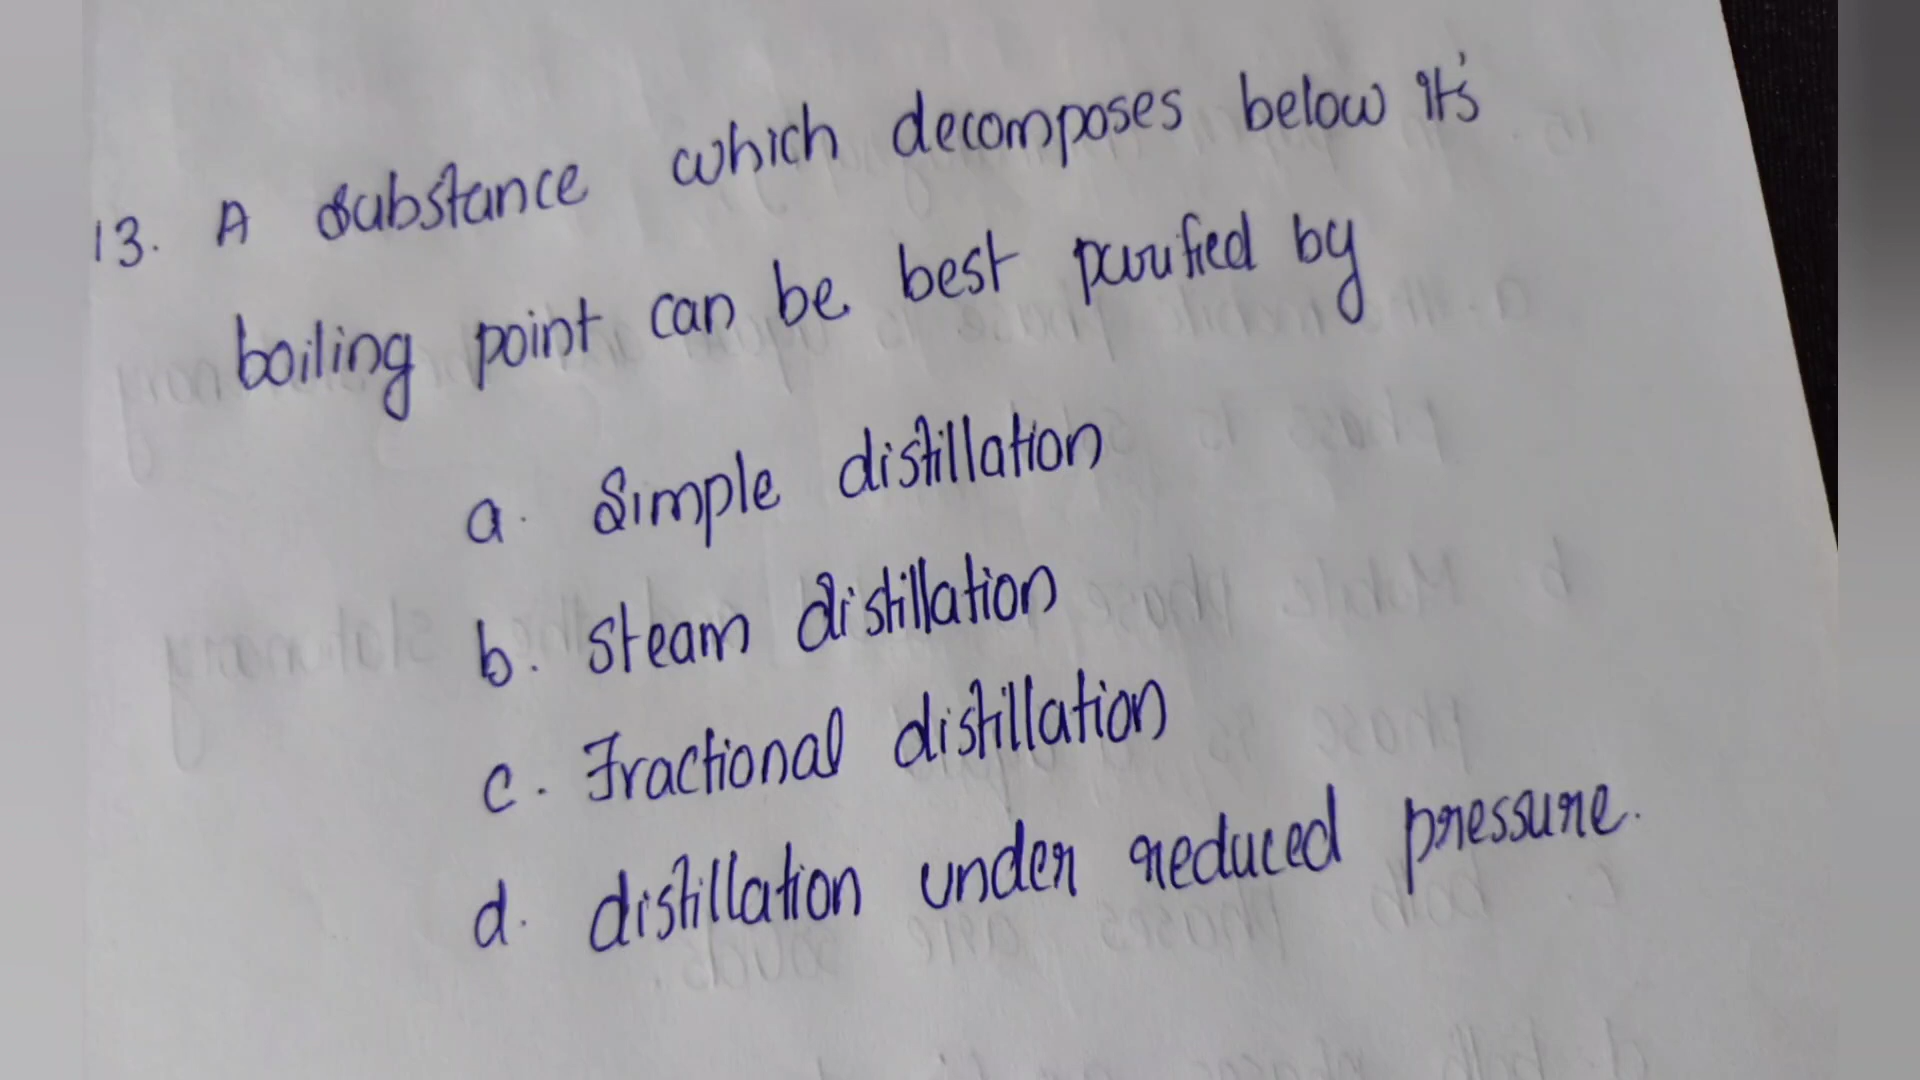 13. A substance which decomposes below it's
boiling point can be best purified by
a. Simple distillation
b. steam distillation
c. Fractional distillation
d. distillation under reduced pressure.